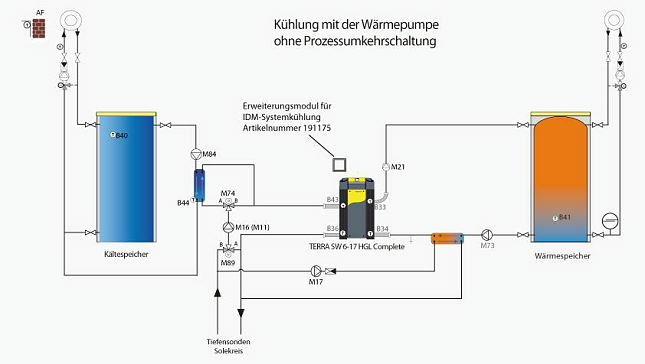 Kühlung mit der Wärmepumpe
ohne Prozessumkehrschaltung
AF
Erweiterungsmodul für
IDM-Systemkühlung
Artikelnummer 191175
B40
M84
M21
B44
M74
A
B
B43
B33
M16 (M11)
B36
B34
B41
B
A
M89
TERRA SW 6-17 HGL Complete
M73
Kältespeicher
Wärmespeicher
M17
Tiefensonden
Solekreis